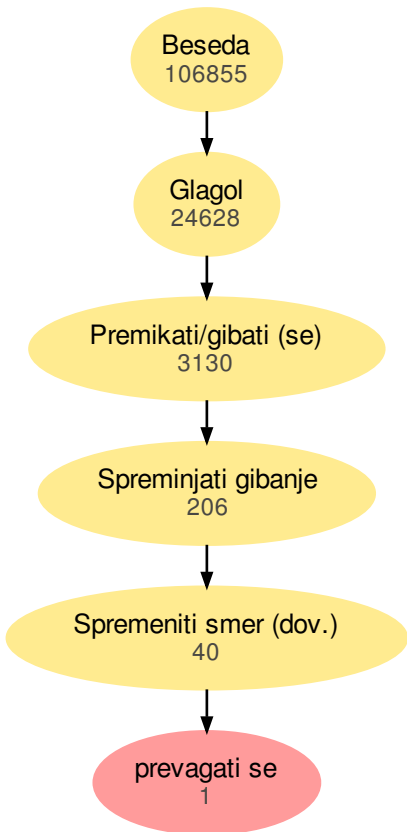 Beseda
106855
Glagol
24628
Premikati/gibati (se)
3130
Spreminjati gibanje
206
Spremeniti smer (dov.)
40
prevagati se
1